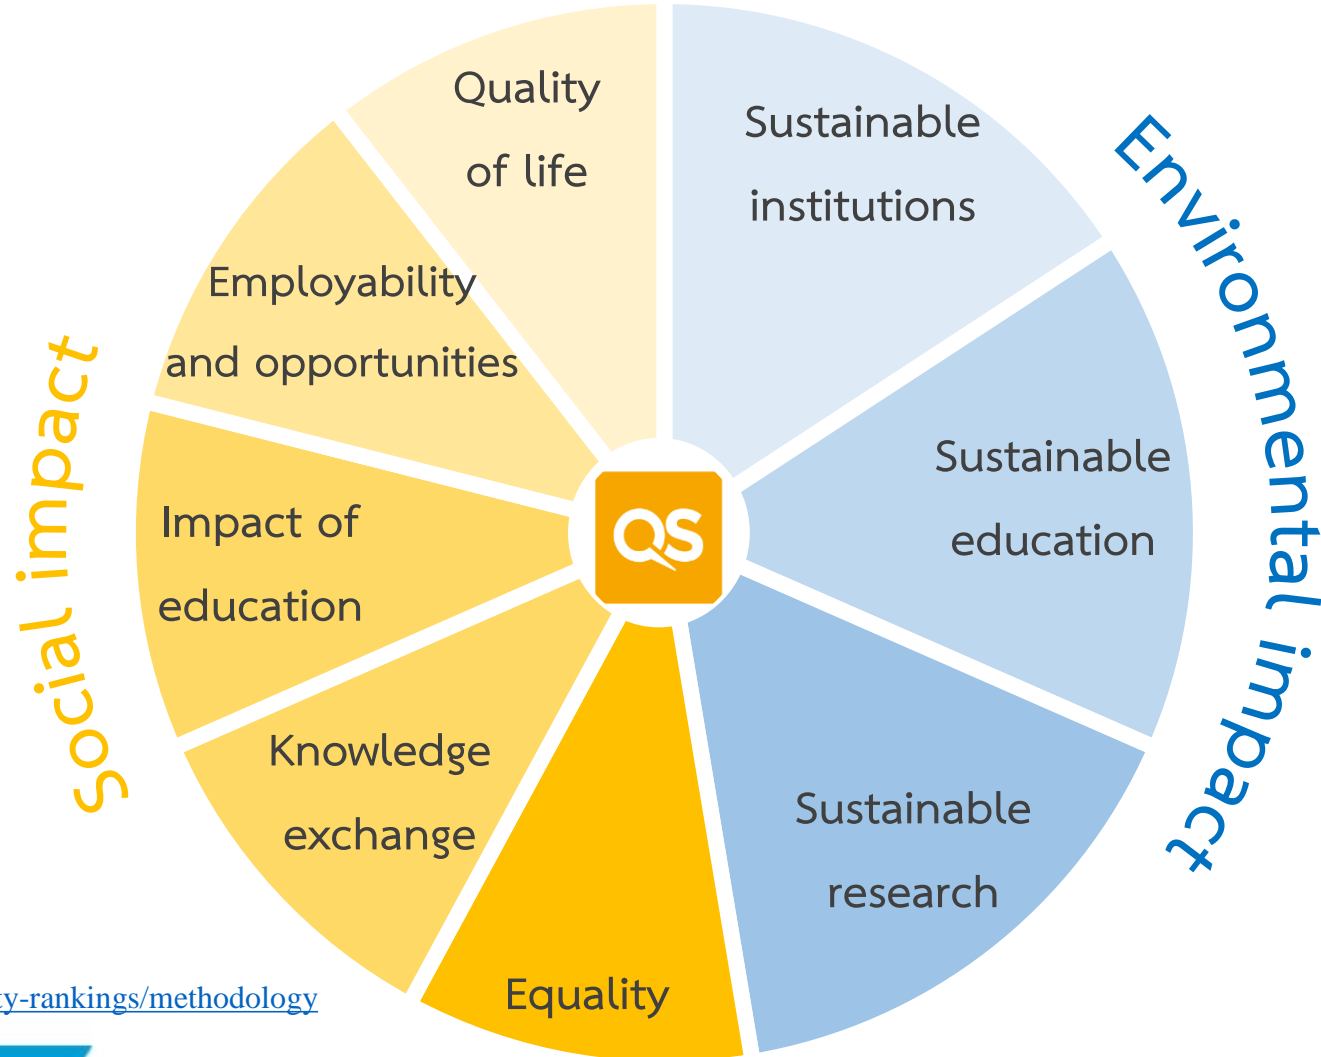 Quality
of life
Sustainable
institutions
Environmental impact
Employability
and opportunities
Social impact
Sustainable
education
Impact of
education
QS
Knowledge
exchange
Sustainable
research
Equality
ty-rankings/methodology